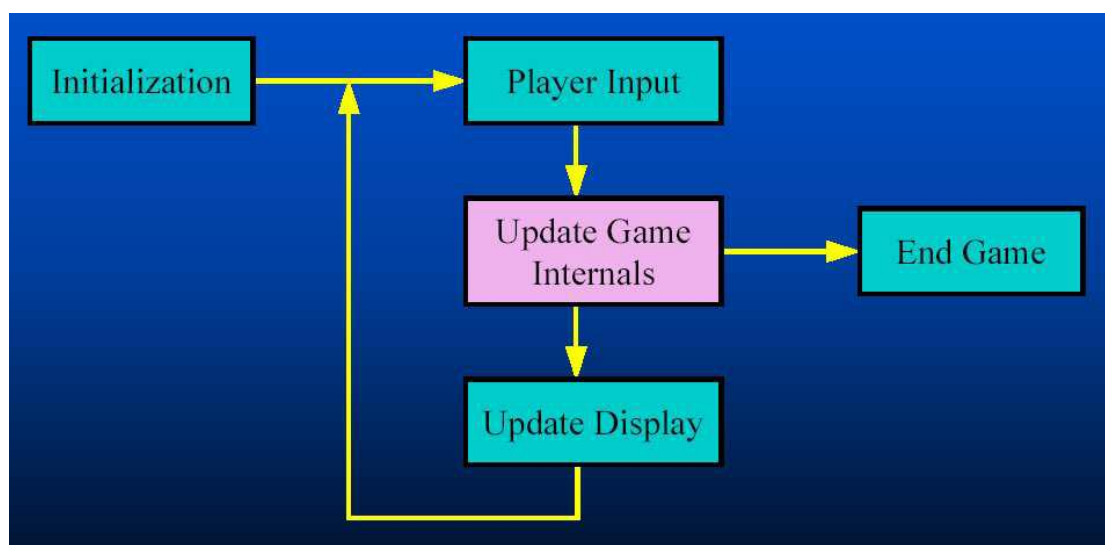 Initialization
Player Input
Update Game
Internals
End Game
Update Display